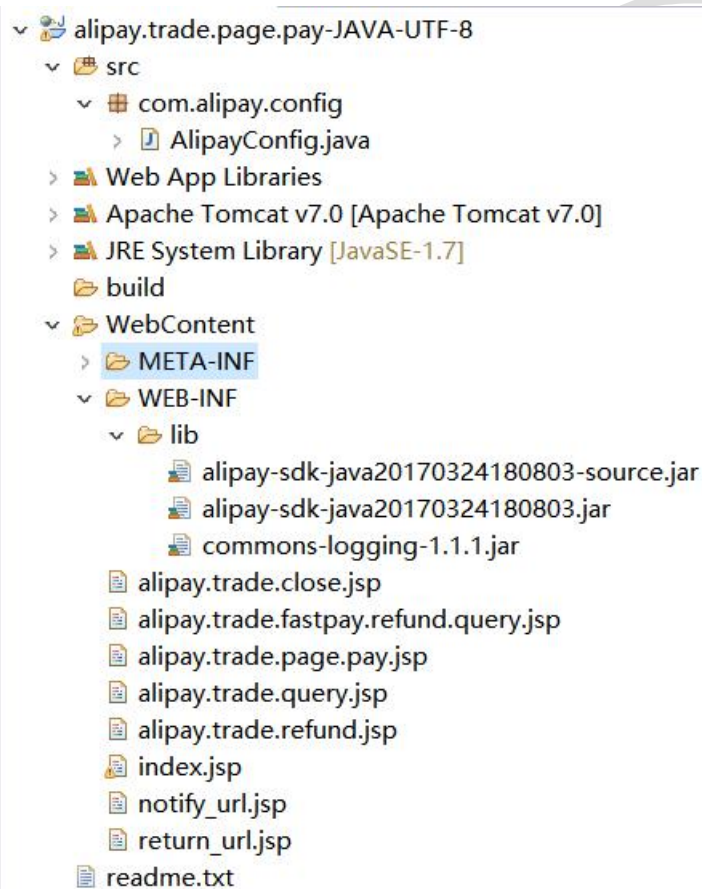 alipay.trade.page.pay-JAVA-UTF-8
src
com.alipay.config
AlipayConfig.java
Web App Libraries
Apache Tomcat v7.0 [Apache Tomcat v7.0]
JRE System Library [JavaSE-1.7]
build
WebContent
META-INF
WEB-INF
lib
alipay-sdk-java20170324180803-source.jar
alipay-sdk-java20170324180803.jar
commons-logging-1.1.1.jar
alipay.trade.close.jsp
alipay.trade.fastpay.refund.query.jsp
alipay.trade.page.pay.jsp
alipay.trade.query.jsp
alipay.trade.refund.jsp
index.jsp
notify_url.jsp
return_url.jsp
readme.txt